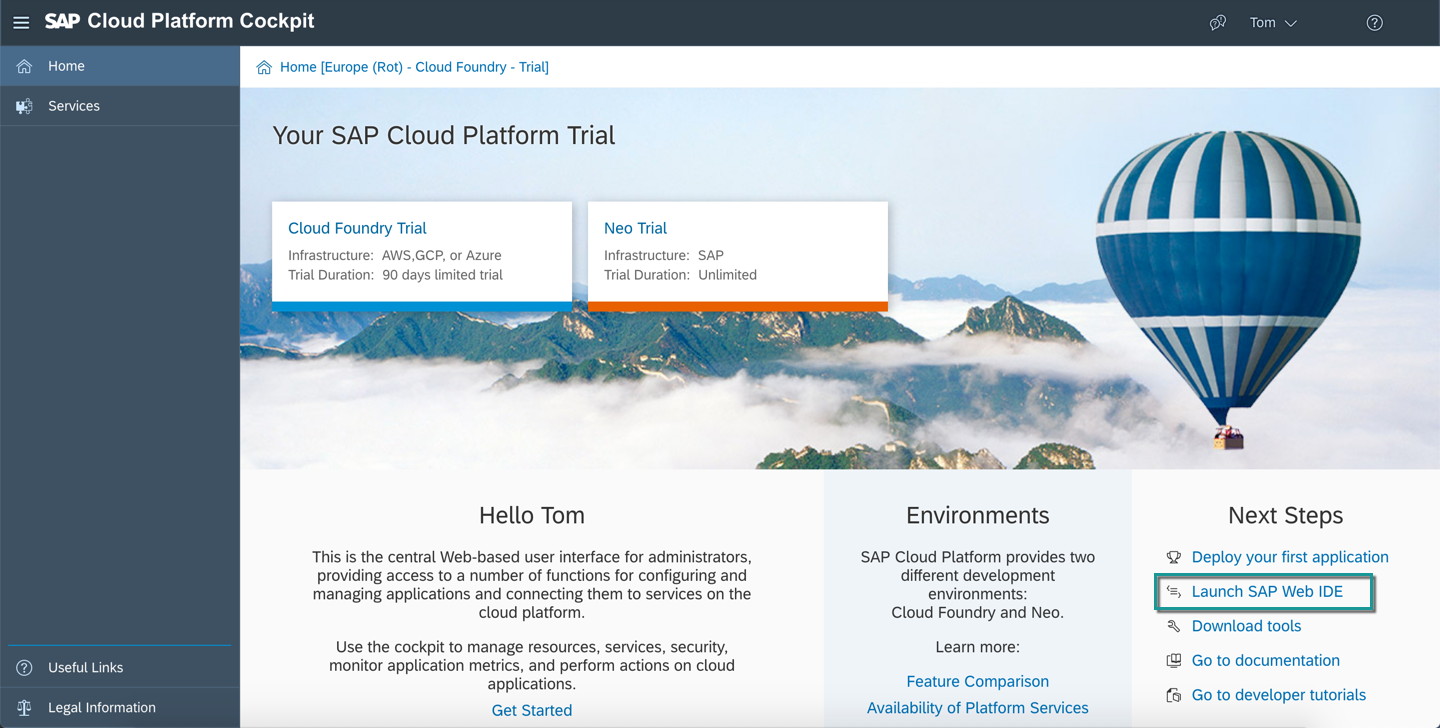 SAP Cloud Platform Cockpit
Tom
Home
Services
Useful Links
Legal Information
Home [Europe (Rot) - Cloud Foundry - Trial]
Your SAP Cloud Platform Trial
Cloud Foundry Trial
Infrastructure: AWS,GCP, or Azure
Trial Duration: 90 days limited trial
Neo Trial
Infrastructure: SAP
Trial Duration: Unlimited
Hello Tom
This is the central Web-based user interface for administrators,
providing access to a number of functions for configuring and
managing applications and connecting them to services on the
cloud platform.
Use the cockpit to manage resources, services, security,
monitor application metrics, and perform actions on cloud
applications.
Get Started
Environments
SAP Cloud Platform provides two
different development
environments:
Cloud Foundry and Neo.
Learn more:
Feature Comparison
Availability of Platform Services
Next Steps
Deploy your first application
Launch SAP Web IDE
Download tools
Go to documentation
Go to developer tutorials